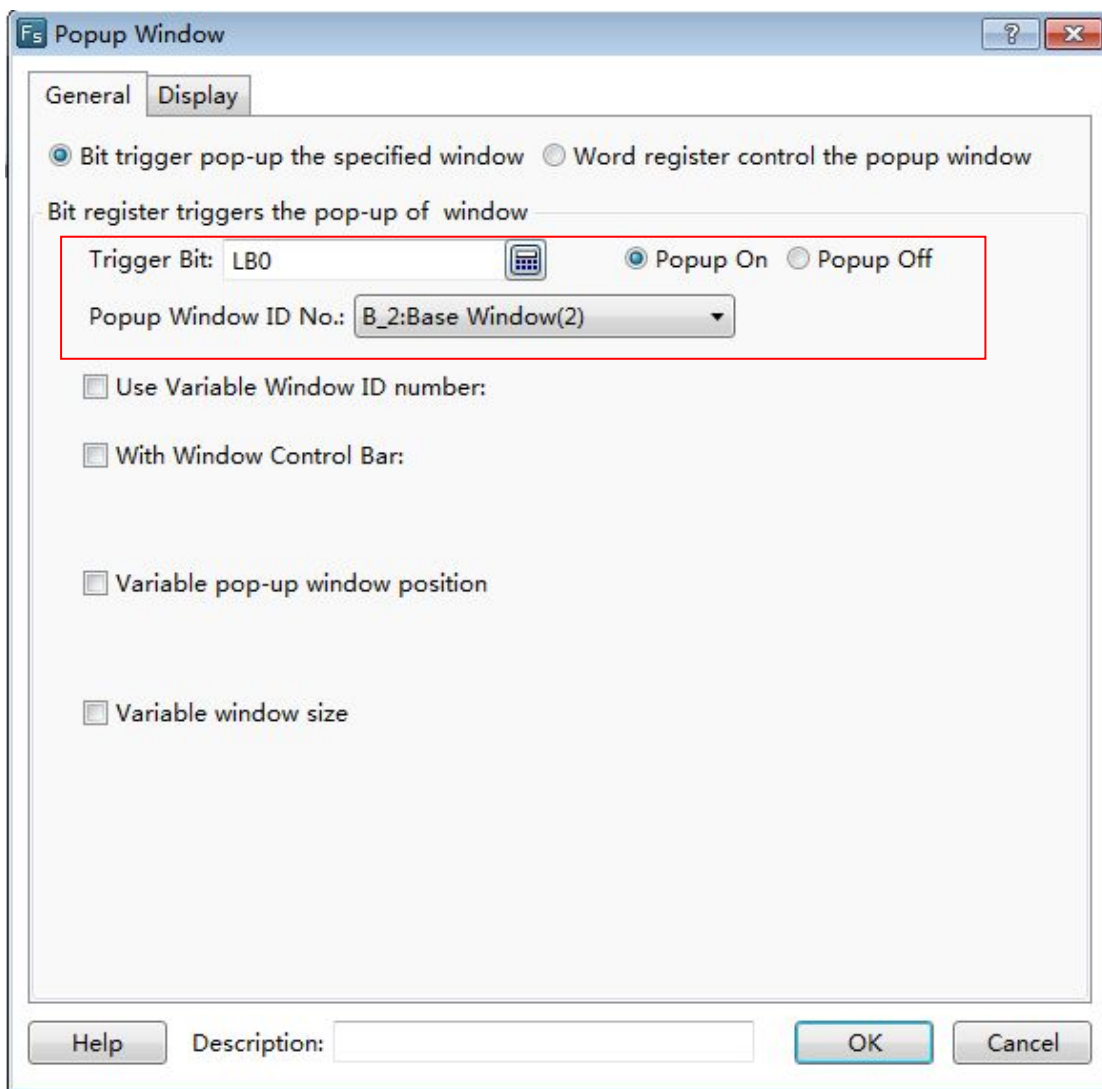 Fs Popup Window
General Display
Bit trigger pop-up the specified window Word register control the popup window
Bit register triggers the pop-up of window
Trigger Bit: LB0 Popup On Popup Off
Popup Window ID No.: B_2:Base Window(2)
Use Variable Window ID number:
With Window Control Bar:
Variable pop-up window position
Variable window size
Help Description: OK Cancel